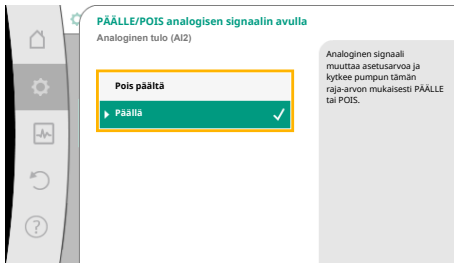 PÄÄLLE/POIS analogisen signaalin avulla
Analoginen tulo (AI2)
Pois päältä
Päällä
Analoginen signaali
muuttaa asetusarvoa ja
kytkee pumpun tämän
raja-arvon mukaisesti PÄÄLLE
tai POIS.
?